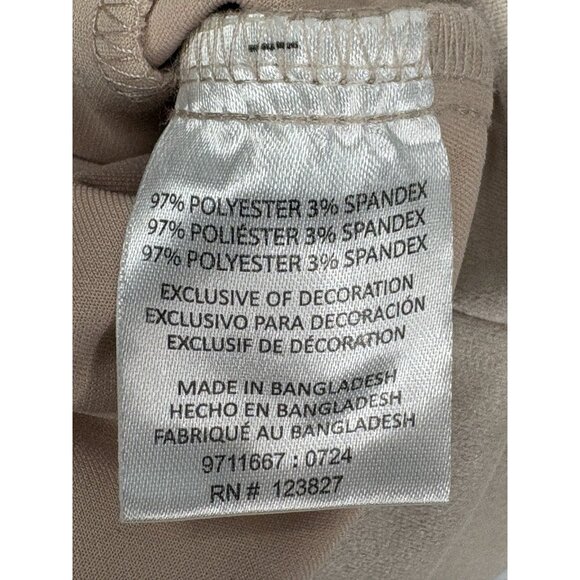 97% POLYESTER 3% SPANDEX
97% POLIÉSTER 3% SPANDEX
97% POLYESTER 3% SPANDEX
EXCLUSIVE OF DECORATION
EXCLUSIVO PARA DECORACIÓN
EXCLUSIF DE DÉCORATION
MADE IN BANGLADESH
HECHO EN BANGLADESH
FABRIQUÉ AU BANGLADESH
9711667 : 0724
RN # 123827